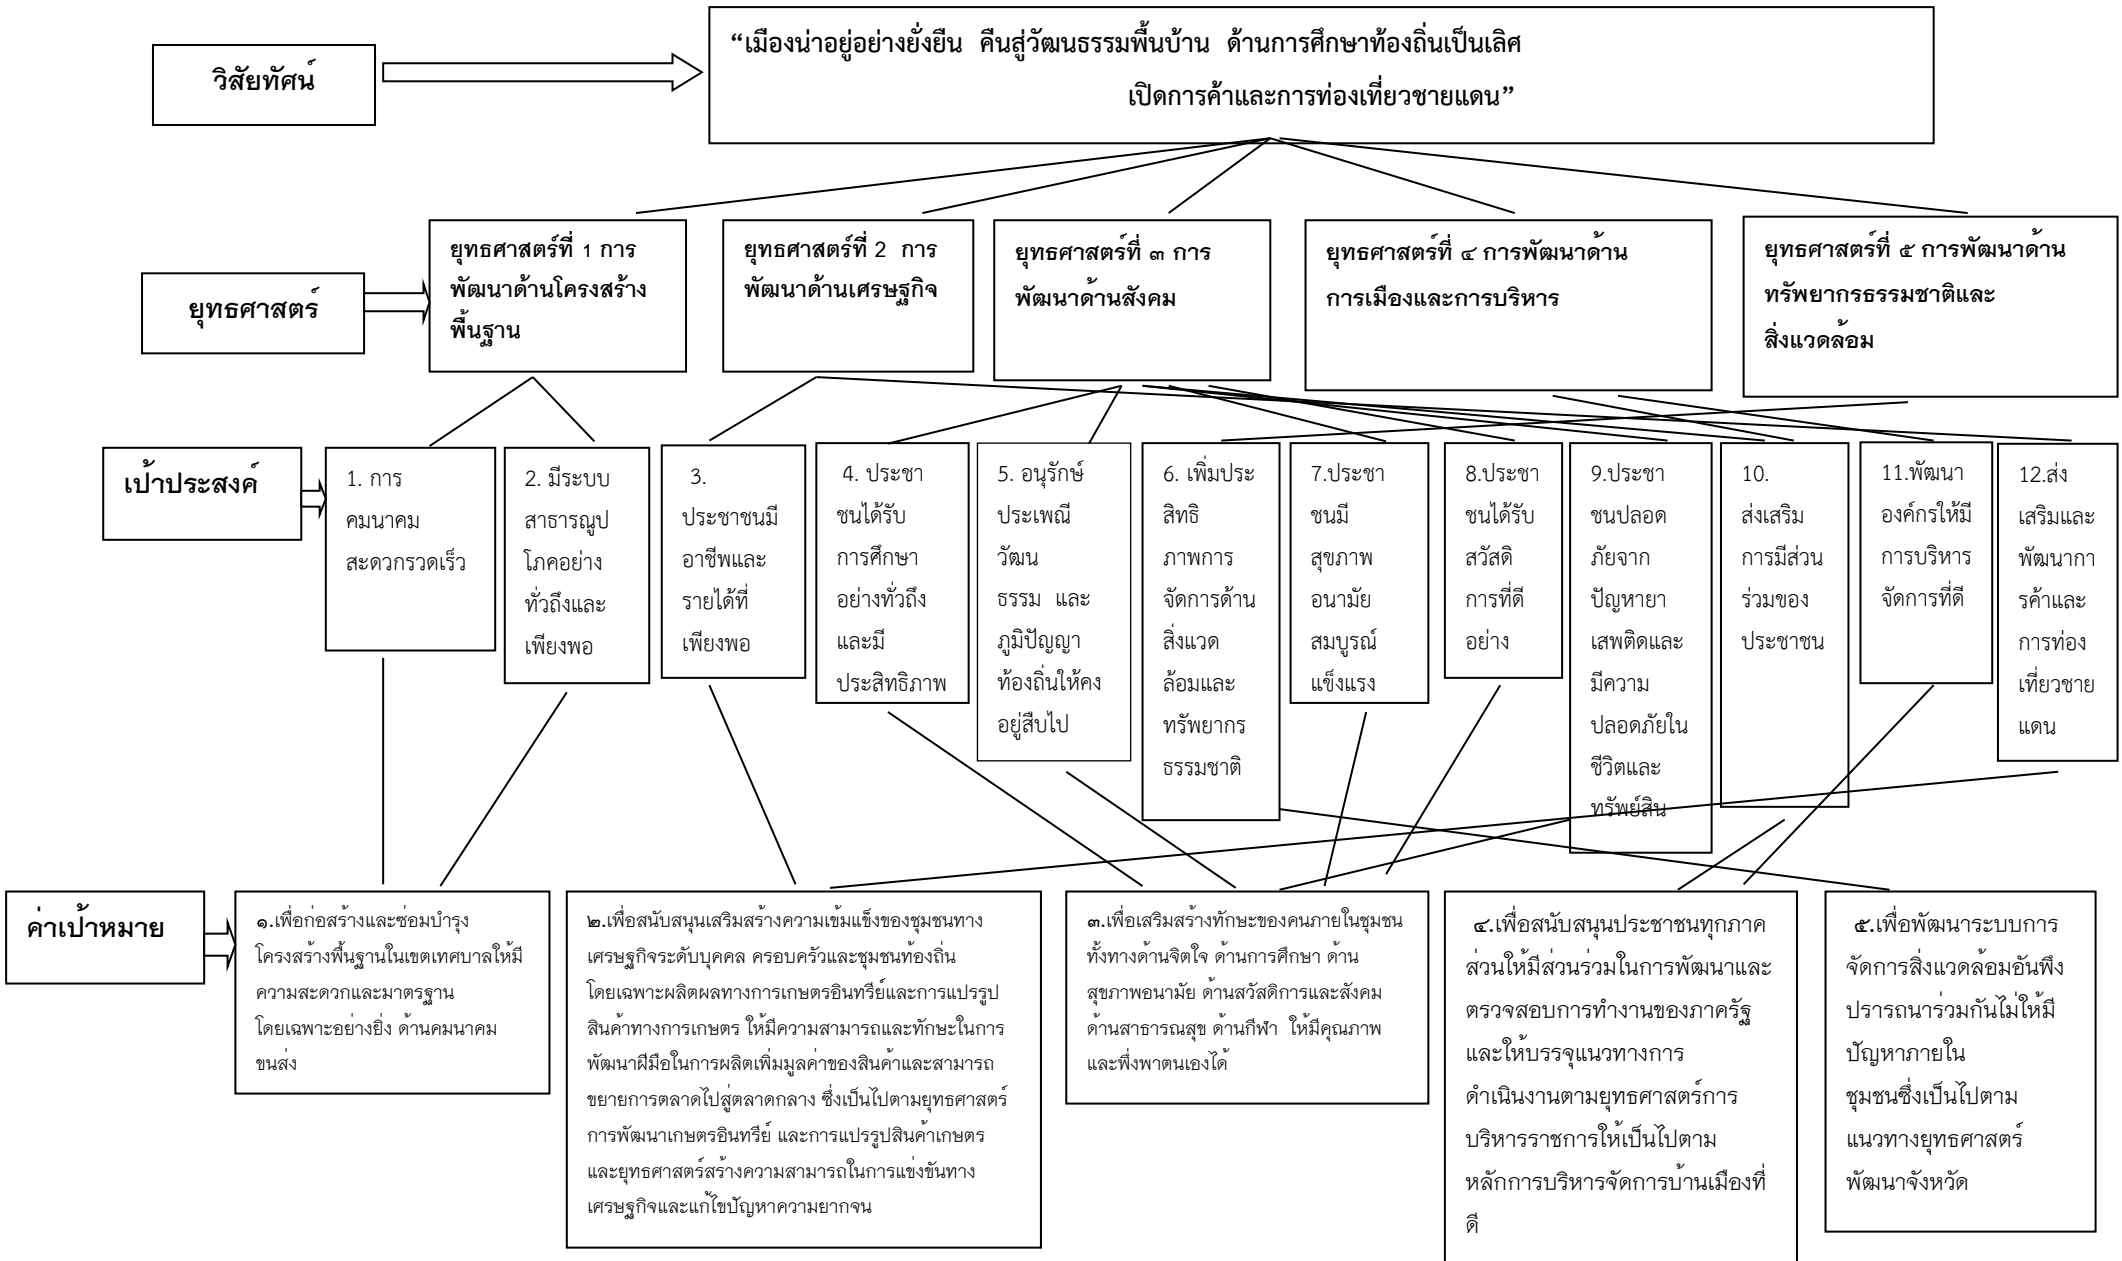 วิสัยทัศน์
“เมืองน่าอยู่อย่างยั่งยืน คืนสู่วัฒนธรรมพื้นบ้าน ด้านการศึกษาท้องถิ่นเป็นเลิศ
เปิดการค้าและการท่องเที่ยวชายแดน”
ยุทธศาสตร์
ยุทธศาสตร์ที่ 1 การ
พัฒนาด้านโครงสร้าง
พื้นฐาน
ยุทธศาสตร์ที่ 2 การ
พัฒนาด้านเศรษฐกิจ
ยุทธศาสตร์ที่ ๓ การ
พัฒนาด้านสังคม
ยุทธศาสตร์ที่ ๔ การพัฒนาด้าน
การเมืองและการบริหาร
ยุทธศาสตร์ที่ ๕ การพัฒนาด้าน
ทรัพยากรธรรมชาติและ
สิ่งแวดล้อม
เป้าประสงค์
1. การ
คมนาคม
สะดวกรวดเร็ว
2. มีระบบ
สาธารณูป
โภคอย่าง
ทั่วถึงและ
เพียงพอ
3.
ประชาชนมี
อาชีพและ
รายได้ที่
เพียงพอ
4. ประชา
ชนได้รับ
การศึกษา
อย่างทั่วถึง
และมี
ประสิทธิภาพ
5. อนุรักษ์
ประเพณี
วัฒน
ธรรม และ
ภูมิปัญญา
ท้องถิ่นให้คง
อยู่สืบไป
6. เพิ่มประ
สิทธิ
ภาพการ
จัดการด้าน
สิ่งแวด
ล้อมและ
ทรัพยากร
ธรรมชาติ
7.ประชา
ชนมี
สุขภาพ
อนามัย
สมบูรณ์
แข็งแรง
8.ประชา
ชนได้รับ
สวัสดิ
การที่ดี
อย่าง
9.ประชา
ชนปลอด
ภัยจาก
ปัญหายา
เสพติดและ
มีความ
ปลอดภัยใน
ชีวิตและ
ทรัพย์สิน
10.
ส่งเสริม
การมีส่วน
ร่วมของ
ประชาชน
11.พัฒนา
องค์กรให้มี
การบริหาร
จัดการที่ดี
12.ส่ง
เสริมและ
พัฒนากา
รค้าและ
การท่อง
เที่ยวชาย
แดน
ค่าเป้าหมาย
๑.เพื่อก่อสร้างและซ่อมบำรุง
โครงสร้างพื้นฐานในเขตเทศบาลให้มี
ความสะดวกและมาตรฐาน
โดยเฉพาะอย่างยิ่ง ด้านคมนาคม
ขนส่ง
๒.เพื่อสนับสนุนเสริมสร้างความเข้มแข็งของชุมชนทาง
เศรษฐกิจระดับบุคคล ครอบครัวและชุมชนท้องถิ่น
โดยเฉพาะผลิตผลทางการเกษตรอินทรีย์และการแปรรูป
สินค้าทางการเกษตร ให้มีความสามารถและทักษะในการ
พัฒนาฝีมือในการผลิตเพิ่มมูลค่าของสินค้าและสามารถ
ขยายการตลาดไปสู่ตลาดกลาง ซึ่งเป็นไปตามยุทธศาสตร์
การพัฒนาเกษตรอินทรีย์ และการแปรรูปสินค้าเกษตร
และยุทธศาสตร์สร้างความสามารถในการแข่งขันทาง
เศรษฐกิจและแก้ไขปัญหาความยากจน
๓.เพื่อเสริมสร้างทักษะของคนภายในชุมชน
ทั้งทางด้านจิตใจ ด้านการศึกษา ด้าน
สุขภาพอนามัย ด้านสวัสดิการและสังคม
ด้านสาธารณสุข ด้านกีฬา ให้มีคุณภาพ
และพึ่งพาตนเองได้
๔.เพื่อสนับสนุนประชาชนทุกภาค
ส่วนให้มีส่วนร่วมในการพัฒนาและ
ตรวจสอบการทำงานของภาครัฐ
และให้บรรจุแนวทางการ
ดำเนินงานตามยุทธศาสตร์การ
บริหารราชการให้เป็นไปตาม
หลักการบริหารจัดการบ้านเมืองที่
ดี
๕.เพื่อพัฒนาระบบการ
จัดการสิ่งแวดล้อมอันพึง
ปรารถนาร่วมกันไม่ให้มี
ปัญหาภายใน
ชุมชนซึ่งเป็นไปตาม
แนวทางยุทธศาสตร์
พัฒนาจังหวัด